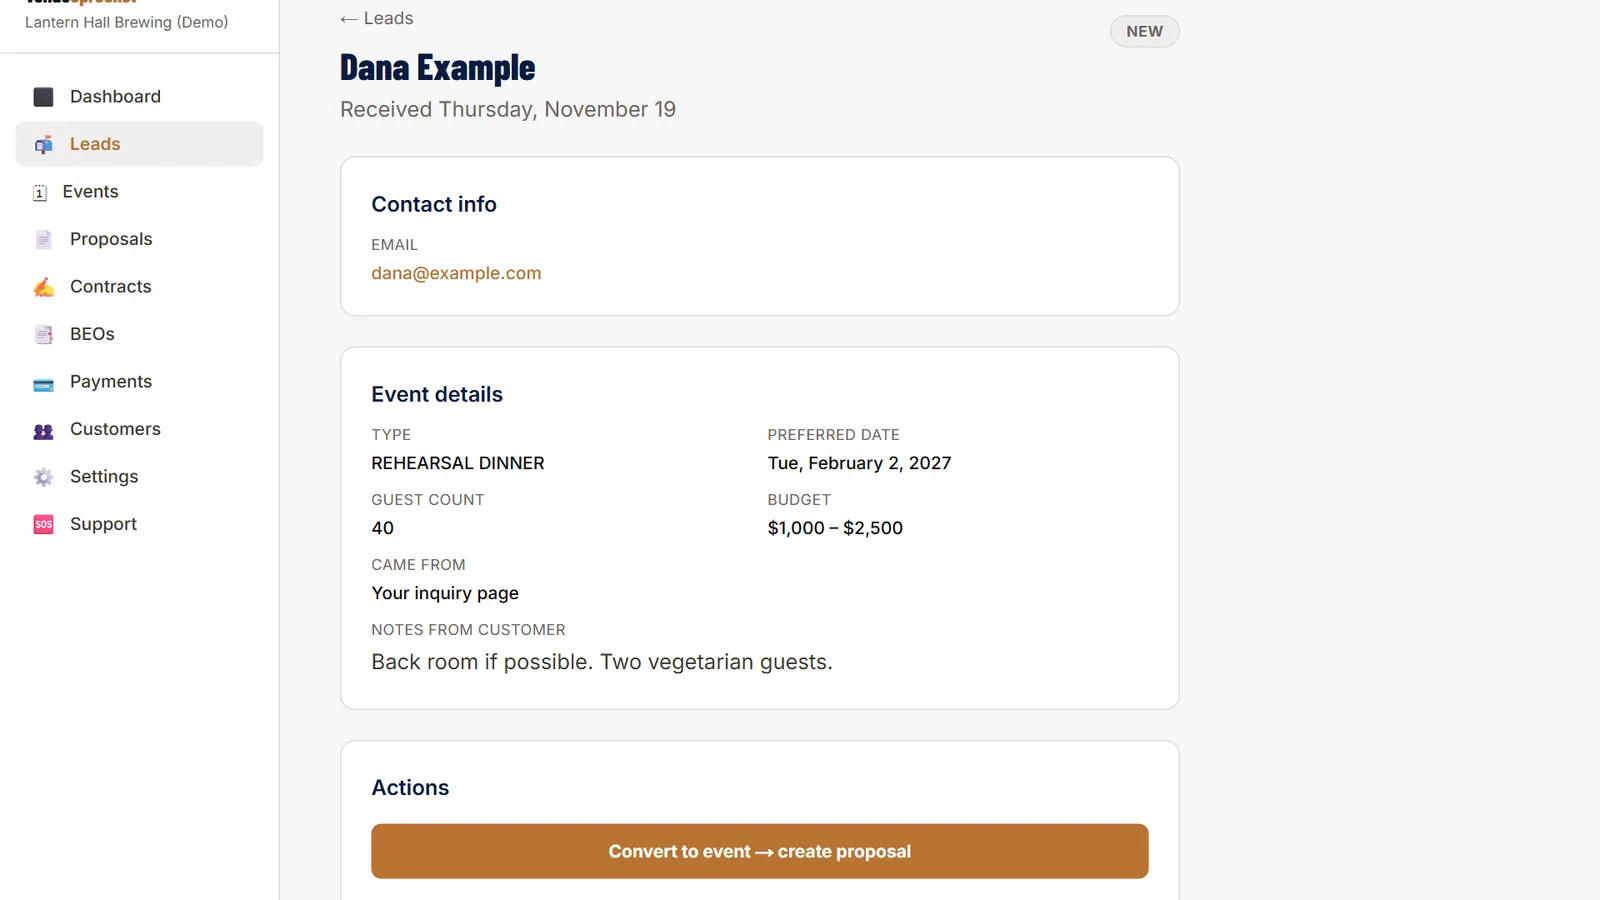 Lantern Hall Brewing (Demo)
Dashboard
Leads
1
Events
Proposals
Contracts
BEOs
Payments
Customers
Settings
SOS
Support
← Leads
NEW
Dana Example
Received Thursday, November 19
Contact info
EMAIL
dana@example.com
Event details
TYPE
REHEARSAL DINNER
PREFERRED DATE
Tue, February 2, 2027
GUEST COUNT
40
BUDGET
$1,000 – $2,500
CAME FROM
Your inquiry page
NOTES FROM CUSTOMER
Back room if possible. Two vegetarian guests.
Actions
Convert to event → create proposal